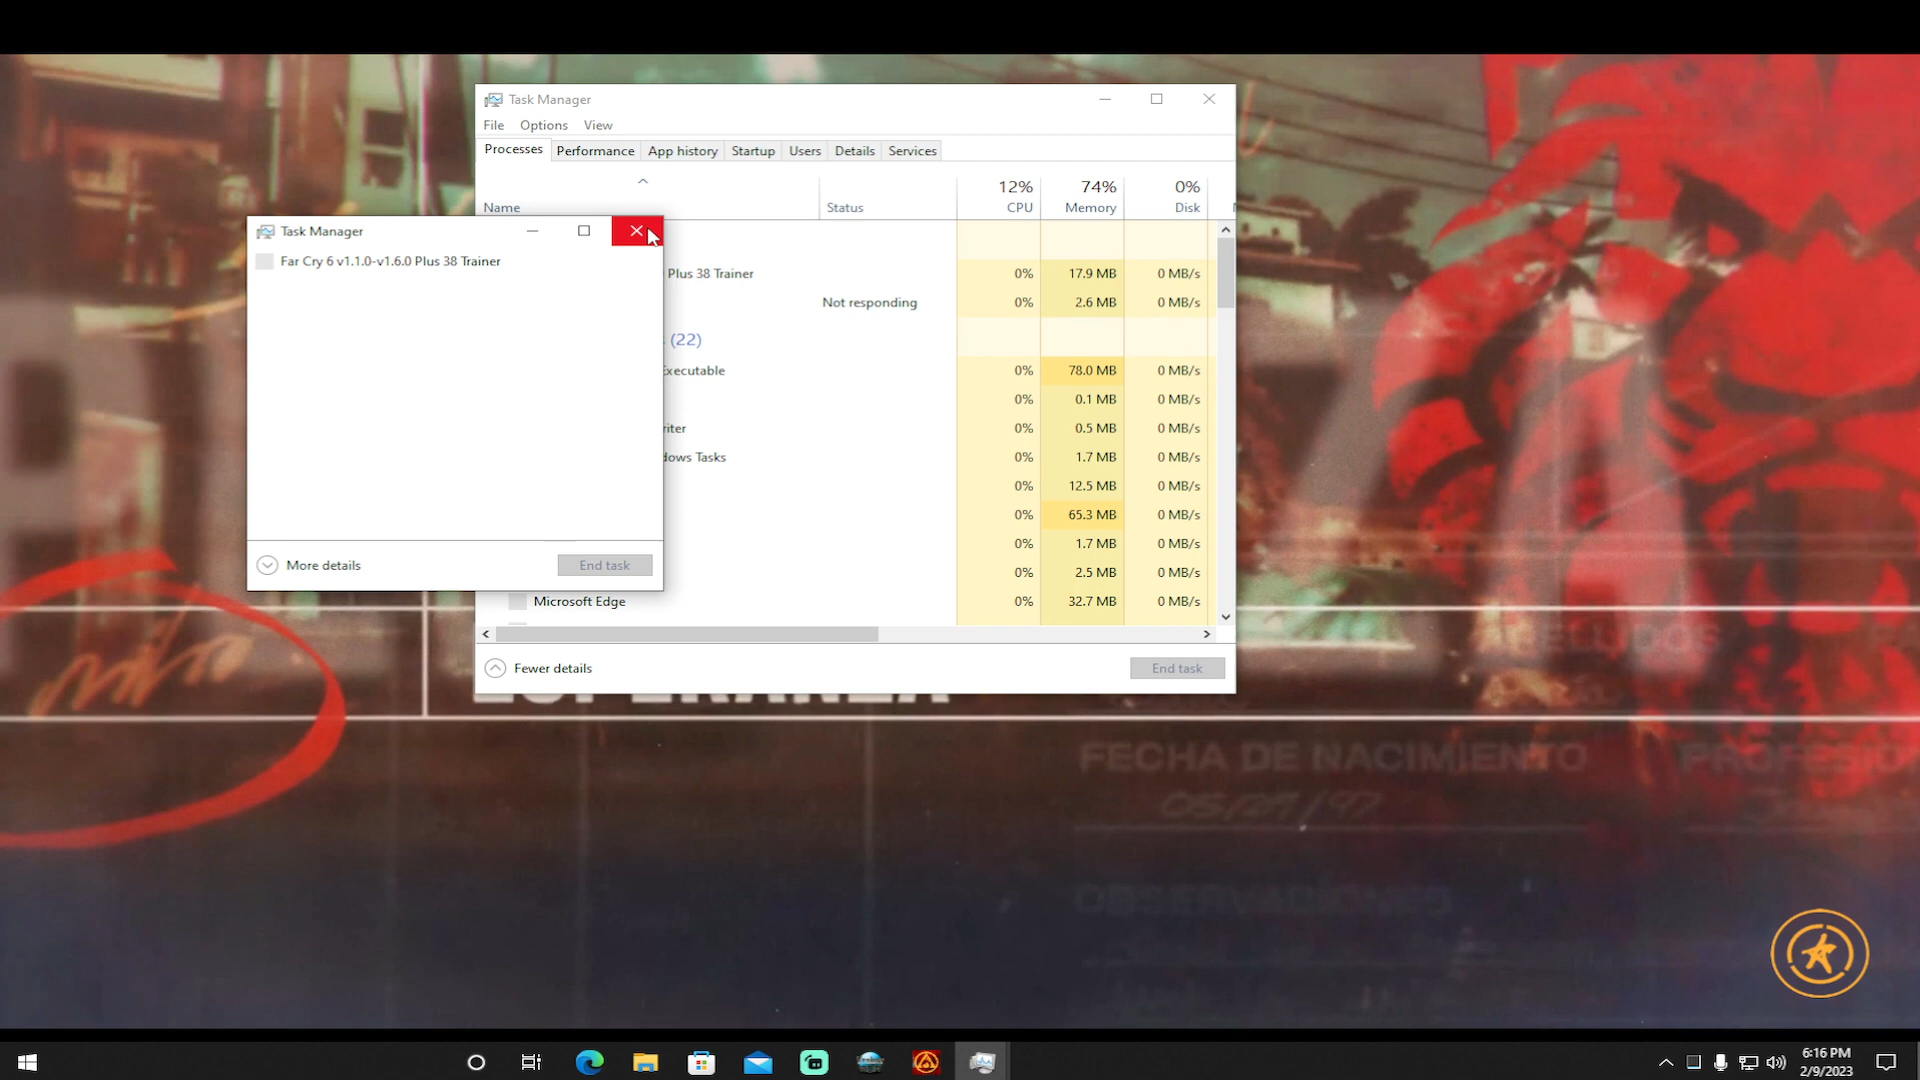 Task Manager
File Options View
Processes Performance App history Startup Users Details Services
12% 74% 0%
Name Status CPU Memory Disk
Task Manager
Far Cry 6 v1.1.0-v1.6.0 Plus 38 Trainer
More details End task
Plus 38 Trainer 0% 17.9 MB 0 MB/s
Not responding 0% 2.6 MB 0 MB/s
(22)
Executable 0% 78.0 MB 0 MB/s
0% 0.1 MB 0 MB/s
riter 0% 0.5 MB 0 MB/s
dows Tasks 0% 1.7 MB 0 MB/s
0% 12.5 MB 0 MB/s
0% 65.3 MB 0 MB/s
0% 1.7 MB 0 MB/s
0% 2.5 MB 0 MB/s
Microsoft Edge 0% 32.7 MB 0 MB/s
Fewer details End task
FECHA DE NACIMIENTO
05/09/97
OBSERVACIONES
6:16 PM
2/9/2023